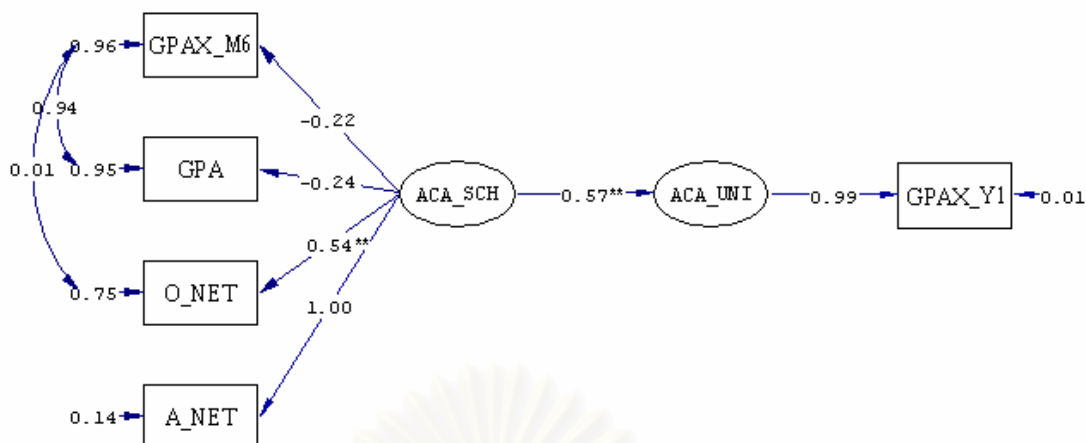 0.96
GPAX_M6
0.94
-0.22
0.01
0.95
GPA
-0.24
ACA_SCH
0.57**
ACA_UNI
0.99
GPAX_Y1
0.01
0.54**
0.75
O_NET
1.00
0.14
A_NET